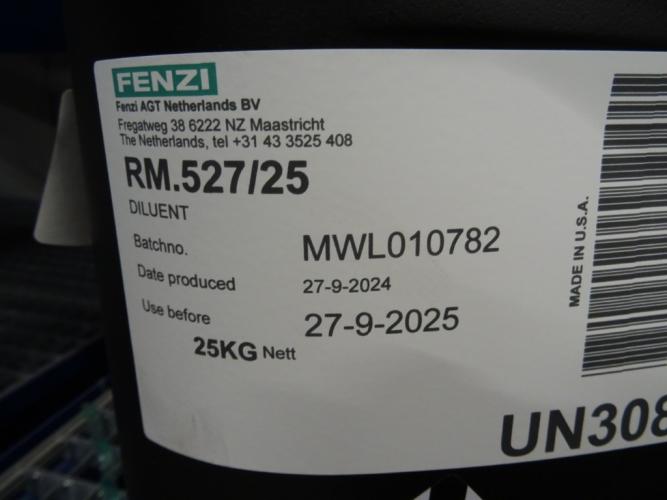 FENZI
Fenzi AGT Netherlands BV
Fregatweg 38 6222 NZ Maastricht
The Netherlands, tel +31 43 3525 408
RM.527/25
DILUENT
Batchno. MWL010782
Date produced 27-9-2024
Use before 27-9-2025
25KG Nett
MADE IN U.S.A.
UN308